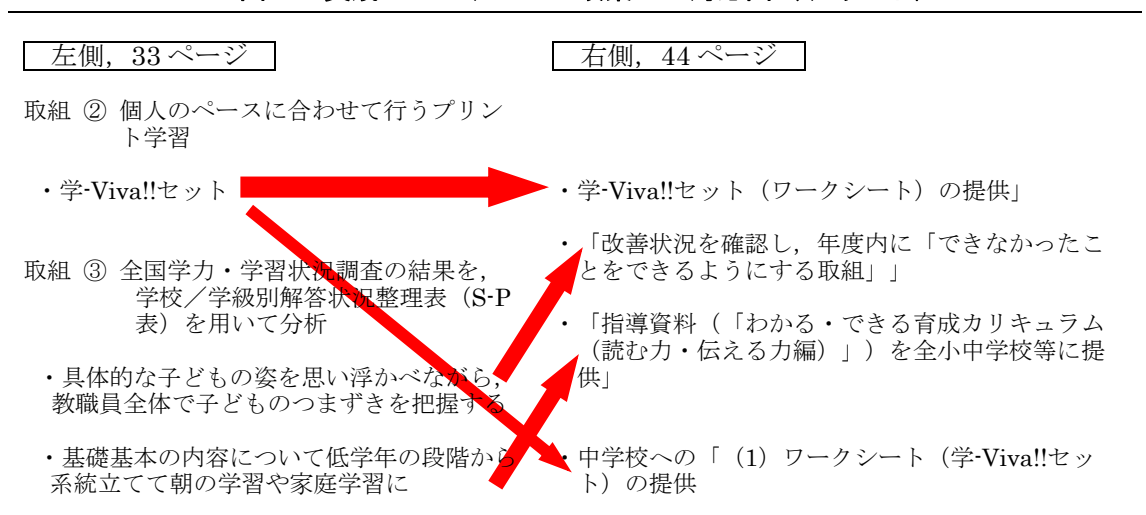 左側，33ページ
取組 ② 個人のペースに合わせて行うプリン
ト学習
・学-Viva!!セット
取組 ③ 全国学力・学習状況調査の結果を，
学校／学級別解答状況整理表（S-P
表）を用いて分析
・具体的な子どもの姿を思い浮かべながら，
教職員全体で子どものつまずきを把握する
・基礎基本の内容について低学年の段階から
系統立てて朝の学習や家庭学習に
右側，44ページ
・学-Viva!!セット（ワークシート）の提供」
・「改善状況を確認し，年度内に「できなかったこ
とをできるようにする取組」」
・「指導資料（「わかる・できる育成カリキュラム
（読む力・伝える力編）」）を全小中学校等に提
供」
・中学校への「（1）ワークシート（学-Viva!!セッ
ト）の提供